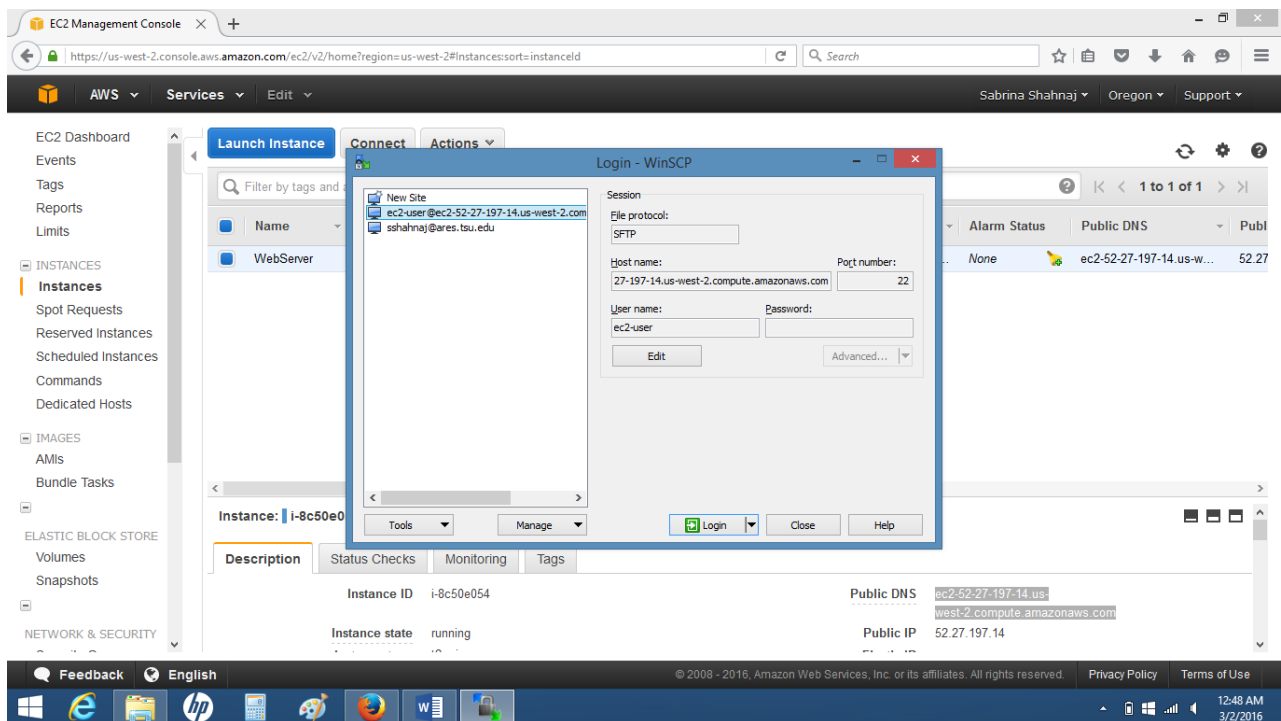 EC2 Management Console
https://us-west-2.console.aws.amazon.com/ec2/v2/home?region=us-west-2#Instances:sort=instanceId
Search
AWS Services Edit Sabrina Shahnaj Oregon Support
EC2 Dashboard
Events
Tags
Reports
Limits
INSTANCES
Instances
Spot Requests
Reserved Instances
Scheduled Instances
Commands
Dedicated Hosts
IMAGES
AMIs
Bundle Tasks
ELASTIC BLOCK STORE
Volumes
Snapshots
NETWORK & SECURITY
Launch Instance Connect Actions
Filter by tags and
1 to 1 of 1
Name Alarm Status Public DNS Publ
WebServer None ec2-52-27-197-14.us-w... 52.27
Login - WinSCP
New Site
ec2-user@ec2-52-27-197-14.us-west-2.com
sshahnaj@ares.tsu.edu
Session
File protocol:
SFTP
Host name: Port number:
27-197-14.us-west-2.compute.amazonaws.com 22
User name: Password:
ec2-user
Edit Advanced...
Tools Manage Login Close Help
Instance: i-8c50e0
Description Status Checks Monitoring Tags
Instance ID i-8c50e054 Public DNS ec2-52-27-197-14.us-
west-2.compute.amazonaws.com
Instance state running Public IP 52.27.197.14
Feedback English © 2008 - 2016, Amazon Web Services, Inc. or its affiliates. All rights reserved. Privacy Policy Terms of Use
12:48 AM
3/2/2016